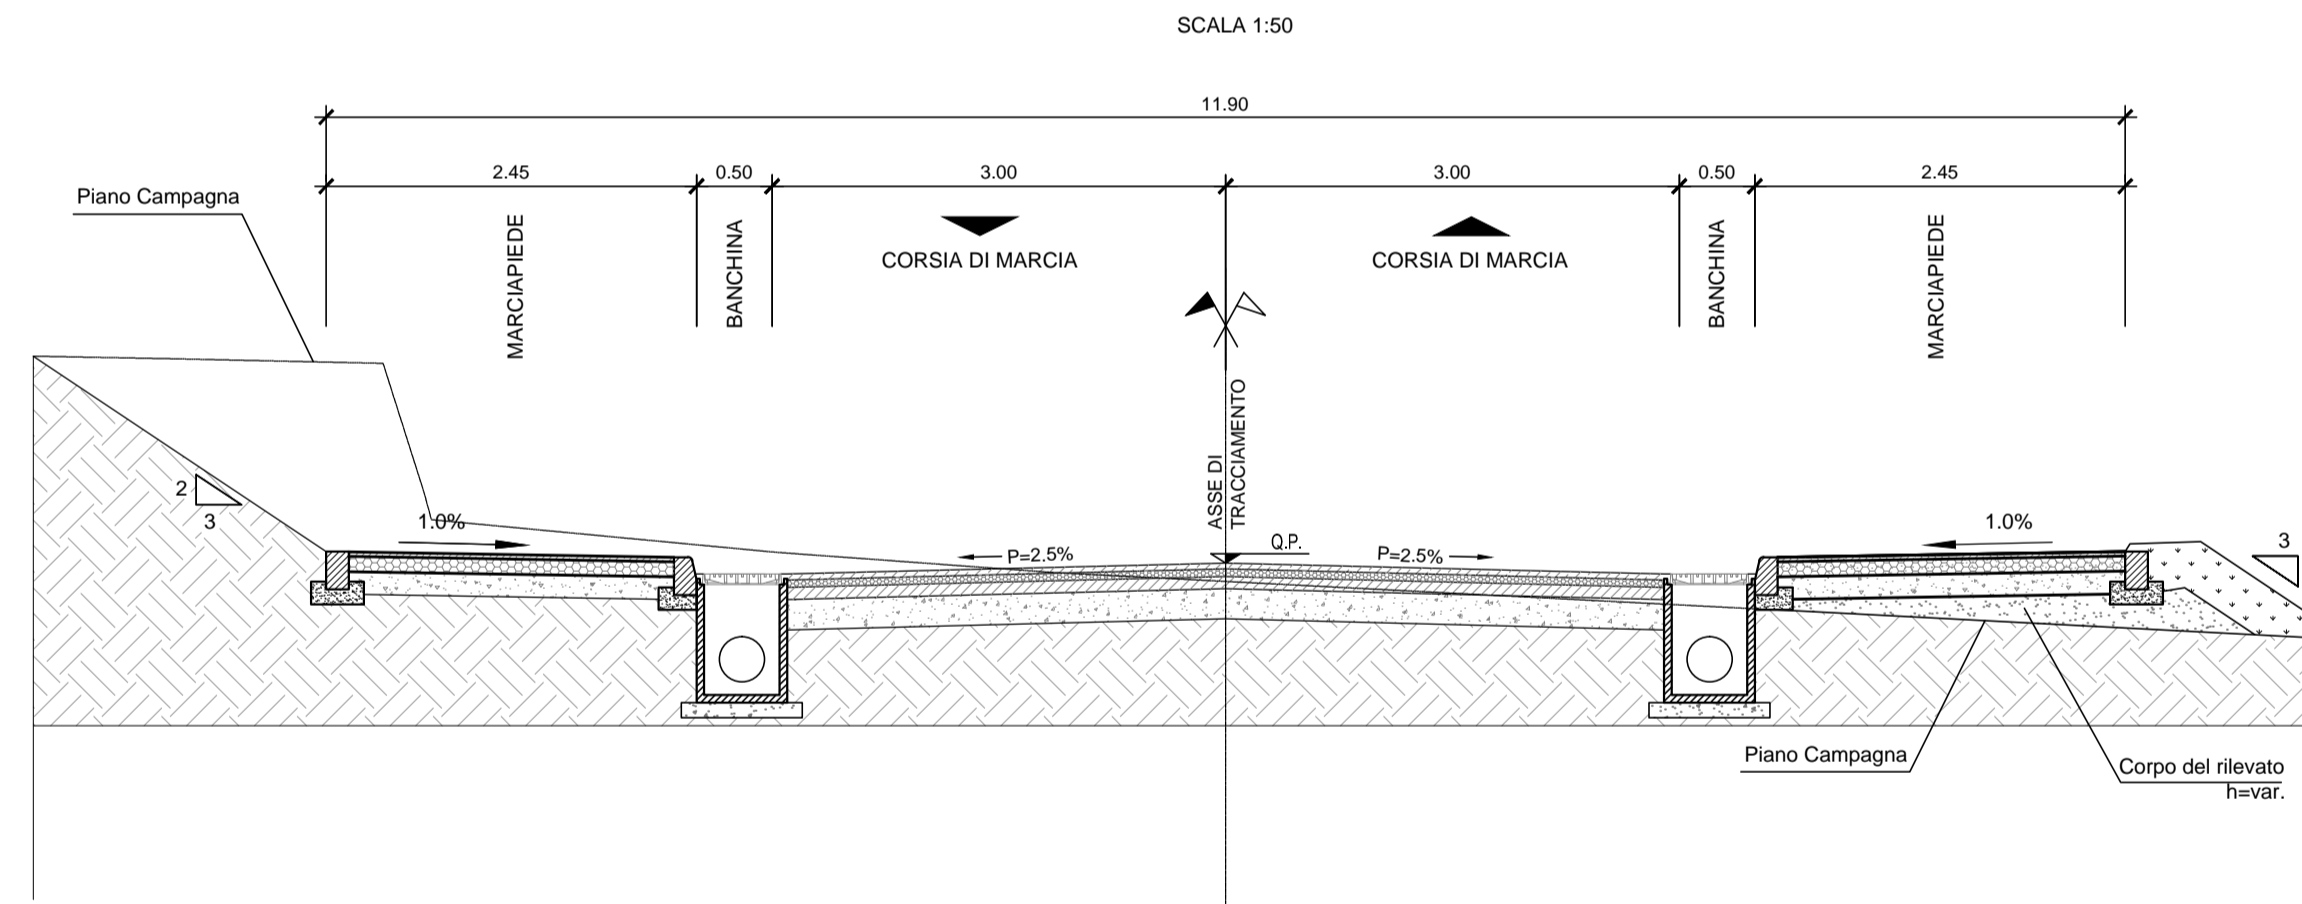 SCALA 1:50
11.90
2.45
0.50
3.00
3.00
0.50
2.45
Piano Campagna
MARCIAPIEDE
BANCHINA
CORSIA DI MARCIA
CORSIA DI MARCIA
BANCHINA
MARCIAPIEDE
ASSE DI
TRACCIAMENTO
2
3
1.0%
P=2.5%
Q.P.
P=2.5%
1.0%
3
Piano Campagna
Corpo del rilevato
h=var.